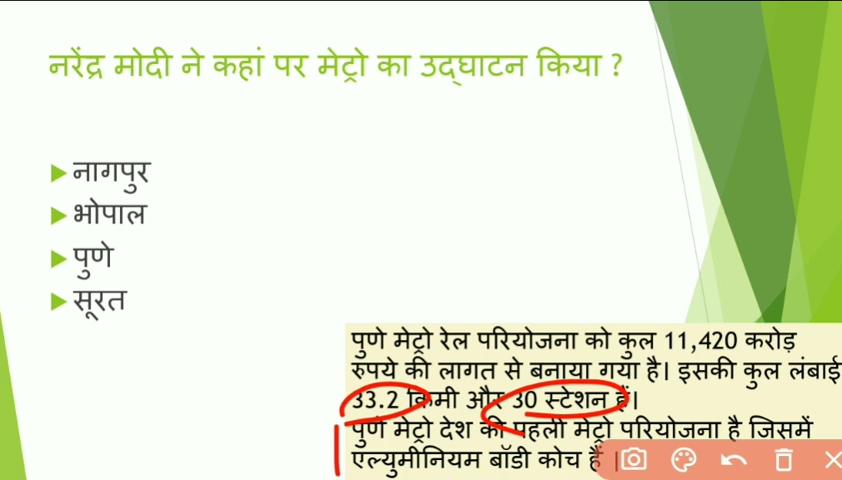 नरेंद्र मोदी ने कहां पर मेट्रो का उद्घाटन किया ?
नागपुर
भोपाल
पुणे
सूरत
पुणे मेट्रो रेल परियोजना को कुल 11,420 करोड़
रुपये की लागत से बनाया गया है। इसकी कुल लंबाई
33.2 किमी और 30 स्टेशन हैं।
पुणे मेट्रो देश की पहली मेट्रो परियोजना है जिसमें
एल्युमीनियम बॉडी कोच हैं |